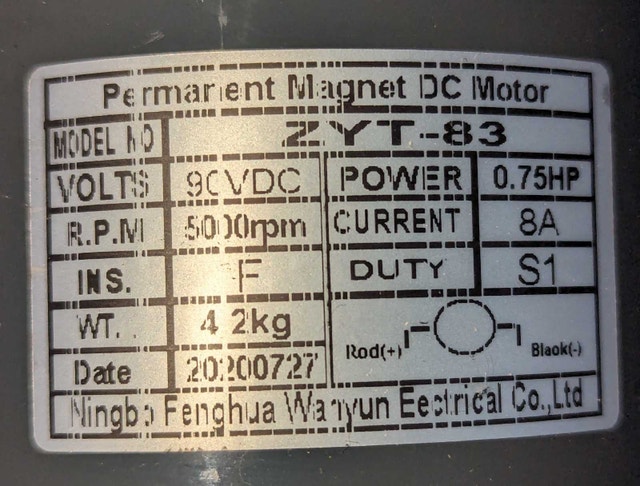 Permanent Magnet DC Motor
MODEL NO ZYT-83
VOLTS 90VDC POWER 0.75HP
R.P.M 5000rpm CURRENT 8A
INS. F DUTY S1
WT. 4.2kg
Rod(+) Blaok(-)
Date 20200727
Ningbo Fenghua Wanyun Eectrical Co.,Ltd